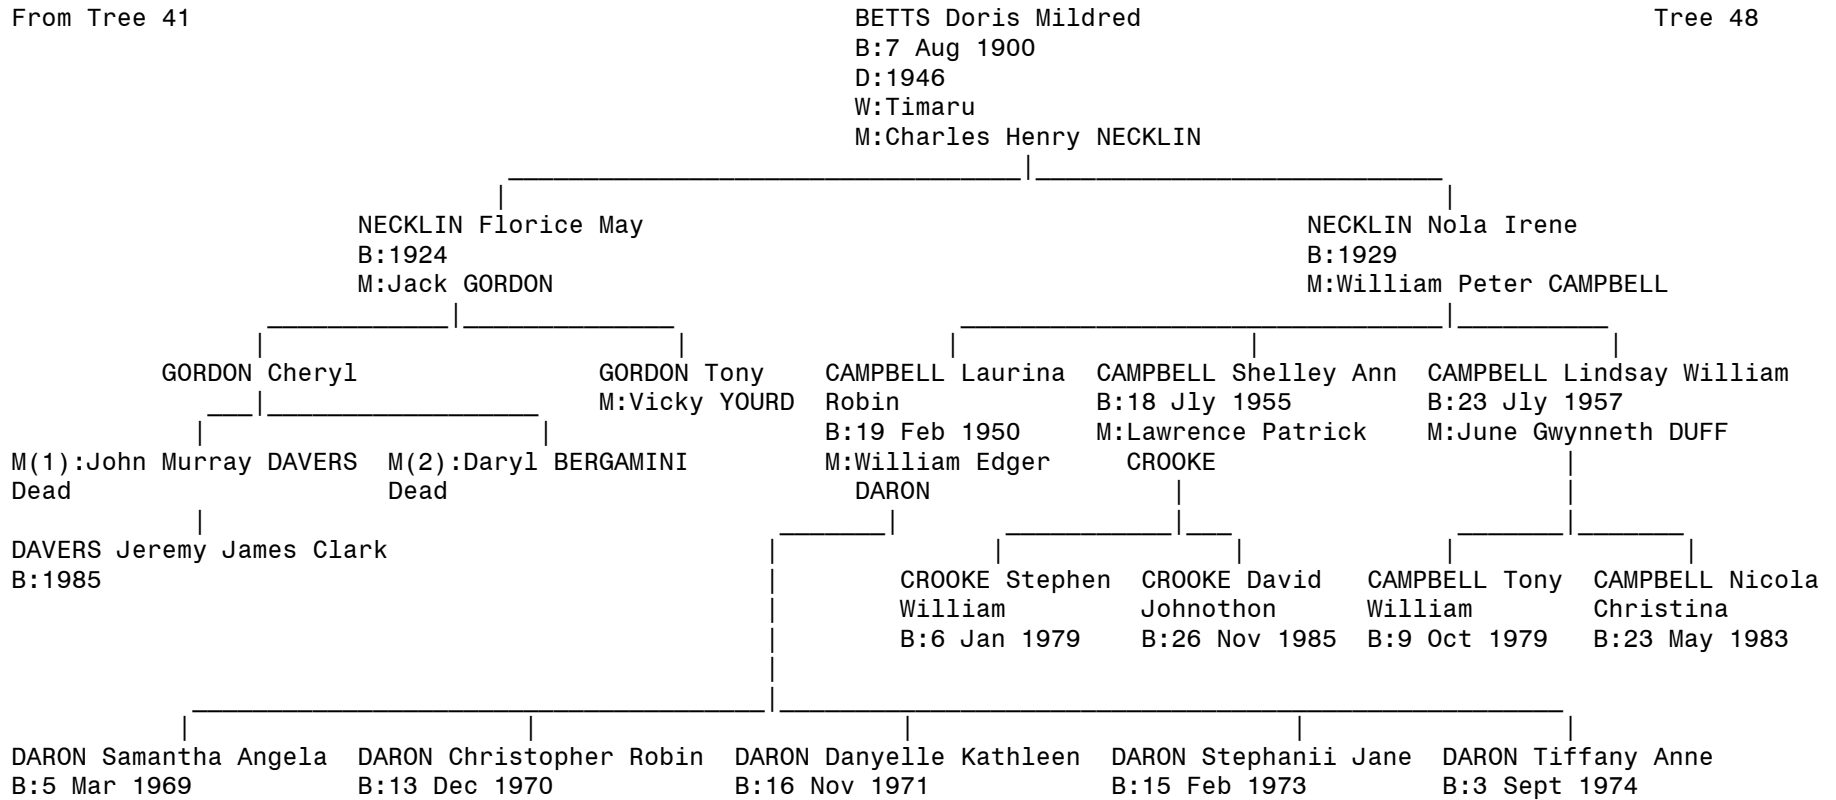 From Tree 41 BETTS Doris Mildred Tree 48
B:7 Aug 1900
D:1946
W:Timaru
M:Charles Henry NECKLIN
NECKLIN Florice May NECKLIN Nola Irene
B:1924 B:1929
M:Jack GORDON M:William Peter CAMPBELL
GORDON Cheryl GORDON Tony CAMPBELL Laurina CAMPBELL Shelley Ann CAMPBELL Lindsay William
M:Vicky YOURD Robin B:18 Jly 1955 B:23 Jly 1957
B:19 Feb 1950 M:Lawrence Patrick M:June Gwynneth DUFF
M(1):John Murray DAVERS M(2):Daryl BERGAMINI M:William Edger CROOKE
Dead Dead DARON
DAVERS Jeremy James Clark
B:1985 CROOKE Stephen CROOKE David CAMPBELL Tony CAMPBELL Nicola
William Johnothon William Christina
B:6 Jan 1979 B:26 Nov 1985 B:9 Oct 1979 B:23 May 1983
DARON Samantha Angela DARON Christopher Robin DARON Danyelle Kathleen DARON Stephanii Jane DARON Tiffany Anne
B:5 Mar 1969 B:13 Dec 1970 B:16 Nov 1971 B:15 Feb 1973 B:3 Sept 1974